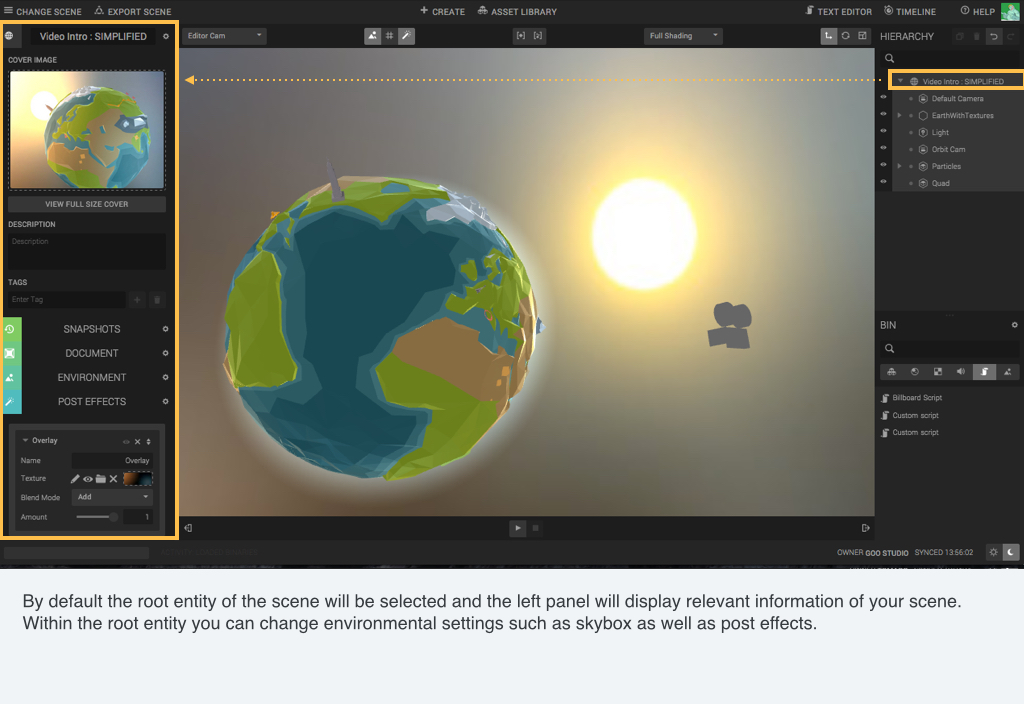 CHANGE SCENE
EXPORT SCENE
CREATE
ASSET LIBRARY
TEXT EDITOR
TIMELINE
HELP
Video Intro : SIMPLIFIED
Editor Cam
Full Shading
HIERARCHY
COVER IMAGE
VIEW FULL SIZE COVER
DESCRIPTION
Description
TAGS
Enter Tag
SNAPSHOTS
DOCUMENT
ENVIRONMENT
POST EFFECTS
Overlay
Name Overlay
Texture
Blend Mode Add
Amount 1
Video Intro : SIMPLIFIED
Default Camera
EarthWithTextures
Light
Orbit Cam
Particles
Quad
BIN
Billboard Script
Custom script
Custom script
OWNER GOO STUDIO SYNCED 13:56:02
By default the root entity of the scene will be selected and the left panel will display relevant information of your scene.
Within the root entity you can change environmental settings such as skybox as well as post effects.